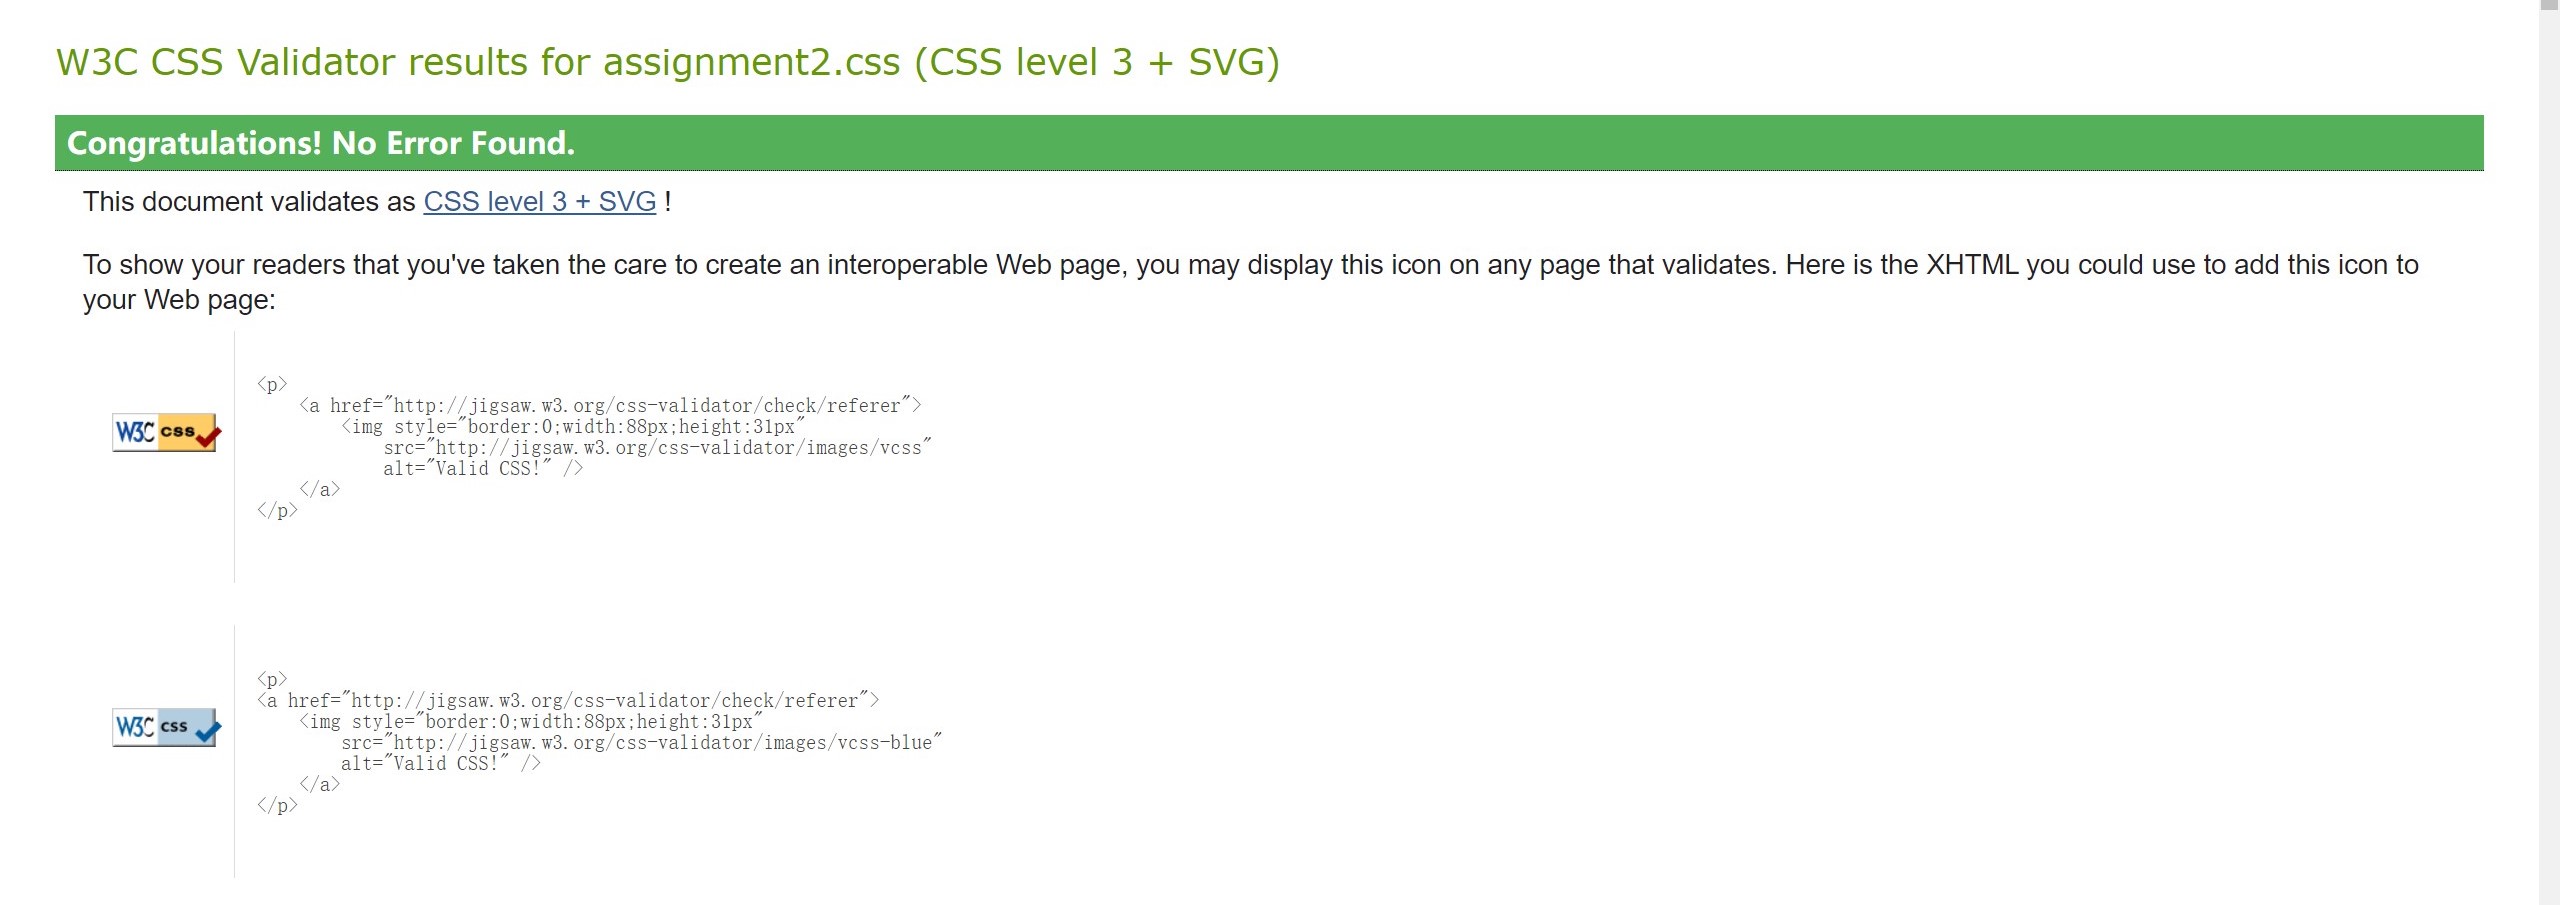 W3C CSS Validator results for assignment2.css (CSS level 3 + SVG)
Congratulations! No Error Found.
This document validates as CSS level 3 + SVG !
To show your readers that you've taken the care to create an interoperable Web page, you may display this icon on any page that validates. Here is the XHTML you could use to add this icon to
your Web page:
<p>
<a href="http://jigsaw.w3.org/css-validator/check/referer">
W3C css
<img style="border:0;width:88px;height:31px"
src="http://jigsaw.w3.org/css-validator/images/vcss"
alt="Valid CSS!" />
</a>
</p>
<p>
<a href="http://jigsaw.w3.org/css-validator/check/referer">
W3C css
<img style="border:0;width:88px;height:31px"
src="http://jigsaw.w3.org/css-validator/images/vcss-blue"
alt="Valid CSS!" />
</a>
</p>